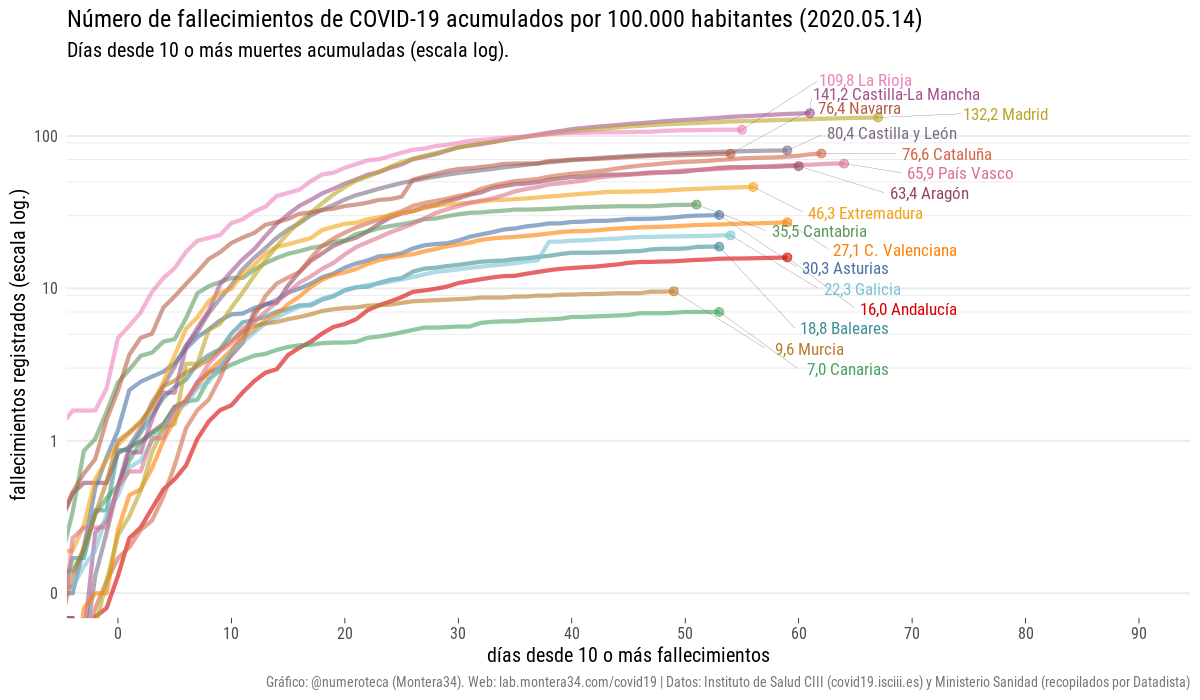 Número de fallecimientos de COVID-19 acumulados por 100.000 habitantes (2020.05.14)
Días desde 10 o más muertes acumuladas (escala log).
109,8 La Rioja
141,2 Castilla-La Mancha
76,4 Navarra
132,2 Madrid
80,4 Castilla y León
76,6 Cataluña
65,9 País Vasco
63,4 Aragón
46,3 Extremadura
35,5 Cantabria
27,1 C. Valenciana
30,3 Asturias
22,3 Galicia
16,0 Andalucía
18,8 Baleares
9,6 Murcia
7,0 Canarias
fallecimientos registrados (escala log.)
100
10
1
0
0 10 20 30 40 50 60 70 80 90
días desde 10 o más fallecimientos
Gráfico: @numeroteca (Montera34). Web: lab.montera34.com/covid19 | Datos: Instituto de Salud CIII (covid19.isciii.es) y Ministerio Sanidad (recopilados por Datadista)